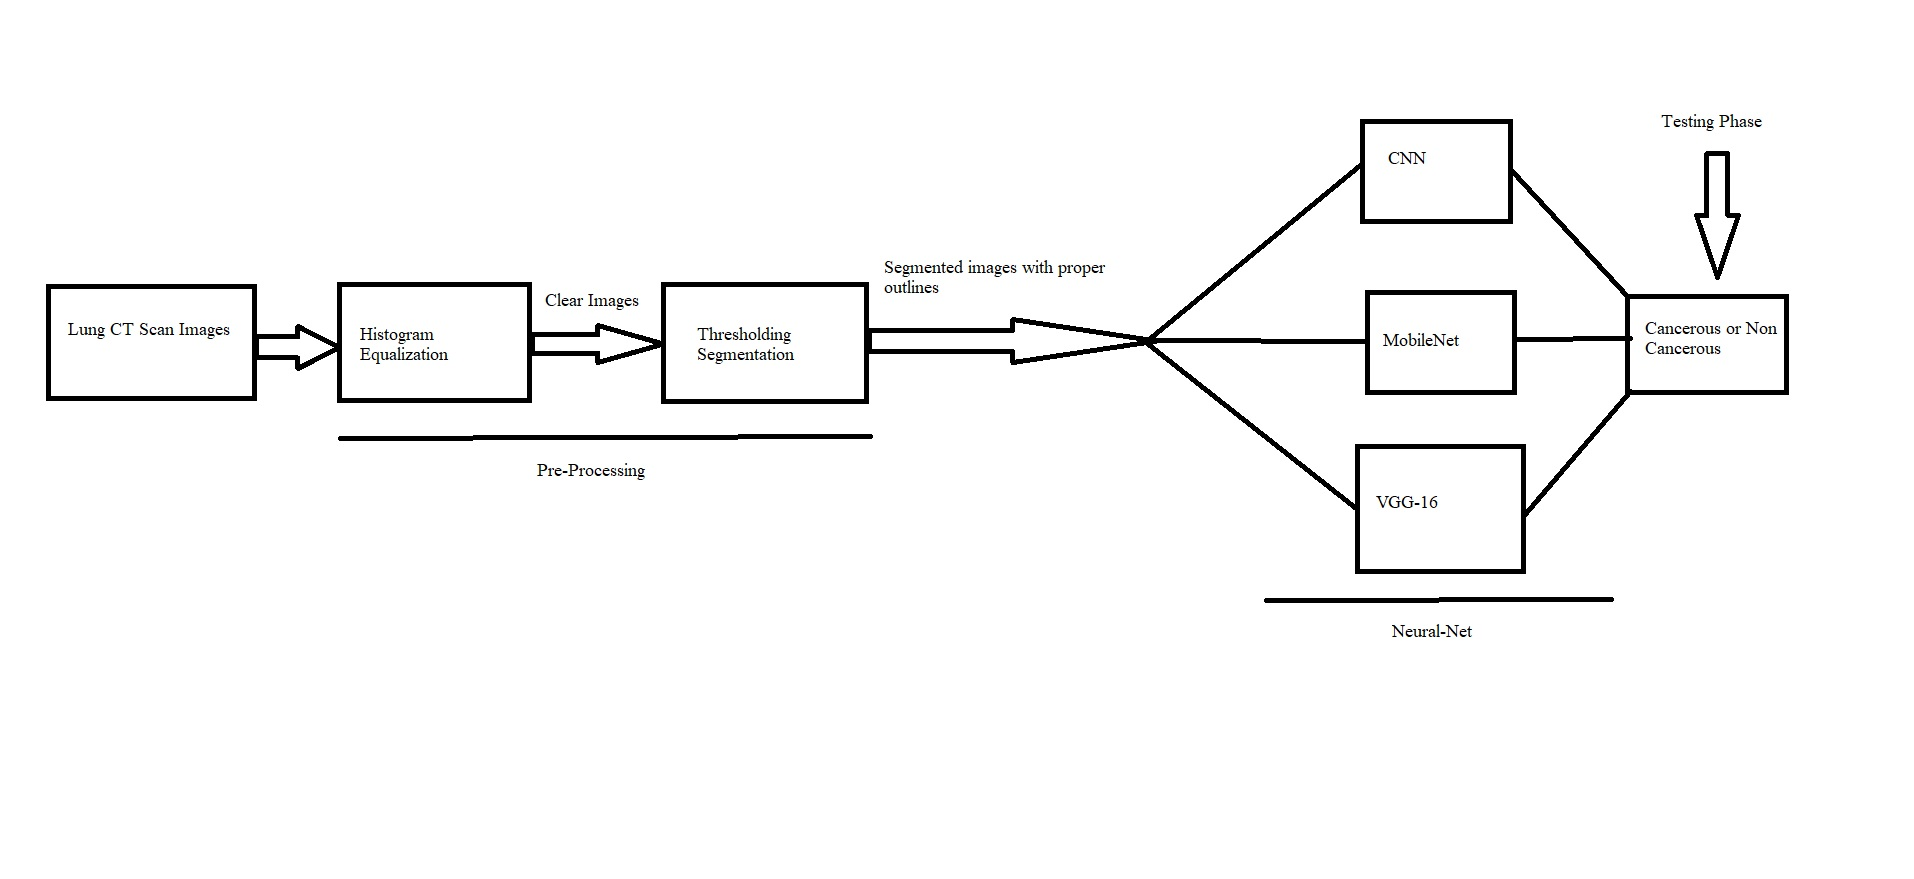 Lung CT Scan Images
Histogram
Equalization
Clear Images
Thresholding
Segmentation
Pre-Processing
Segmented images with proper
outlines
CNN
MobileNet
VGG-16
Neural-Net
Testing Phase
Cancerous or Non
Cancerous